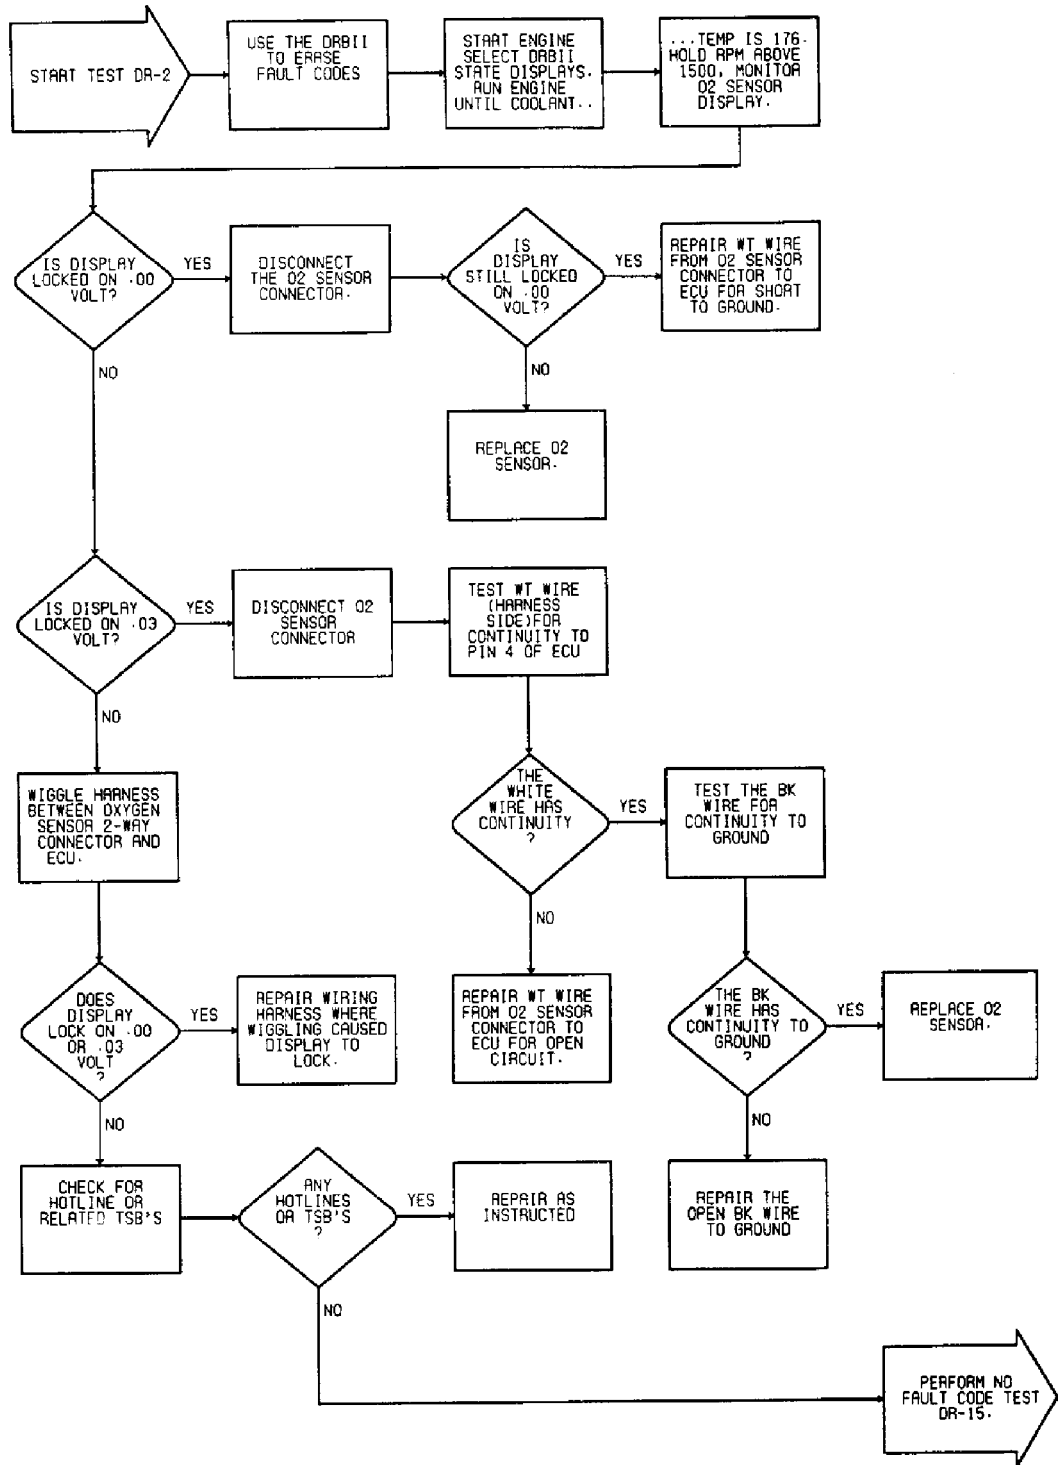 START TEST DR-2
USE THE DRBII
TO ERASE
FAULT CODES
START ENGINE
SELECT DRBII
STATE DISPLAYS.
RUN ENGINE
UNTIL COOLANT..
...TEMP IS 176.
HOLD RPM ABOVE
1500, MONITOR
O2 SENSOR
DISPLAY.
IS DISPLAY
LOCKED ON .00
VOLT?
YES
DISCONNECT
THE O2 SENSOR
CONNECTOR.
IS
DISPLAY
STILL LOCKED
ON .00
VOLT?
YES
REPAIR WT WIRE
FROM O2 SENSOR
CONNECTOR TO
ECU FOR SHORT
TO GROUND.
NO
NO
REPLACE O2
SENSOR.
IS DISPLAY
LOCKED ON .03
VOLT?
YES
DISCONNECT O2
SENSOR
CONNECTOR
TEST WT WIRE
(HARNESS
SIDE)FOR
CONTINUITY TO
PIN 4 OF ECU
NO
WIGGLE HARNESS
BETWEEN OXYGEN
SENSOR 2-WAY
CONNECTOR AND
ECU.
THE
WHITE
WIRE HAS
CONTINUITY
?
YES
TEST THE BK
WIRE FOR
CONTINUITY TO
GROUND
NO
DOES
DISPLAY
LOCK ON .00
OR .03
VOLT
?
YES
REPAIR WIRING
HARNESS WHERE
WIGGLING CAUSED
DISPLAY TO
LOCK.
REPAIR WT WIRE
FROM O2 SENSOR
CONNECTOR TO
ECU FOR OPEN
CIRCUIT.
THE BK
WIRE HAS
CONTINUITY TO
GROUND
?
YES
REPLACE O2
SENSOR.
NO
NO
CHECK FOR
HOTLINE OR
RELATED TSB'S
ANY
HOTLINES
OR TSB'S
?
YES
REPAIR AS
INSTRUCTED
REPAIR THE
OPEN BK WIRE
TO GROUND
NO
PERFORM NO
FAULT CODE TEST
DR-15.